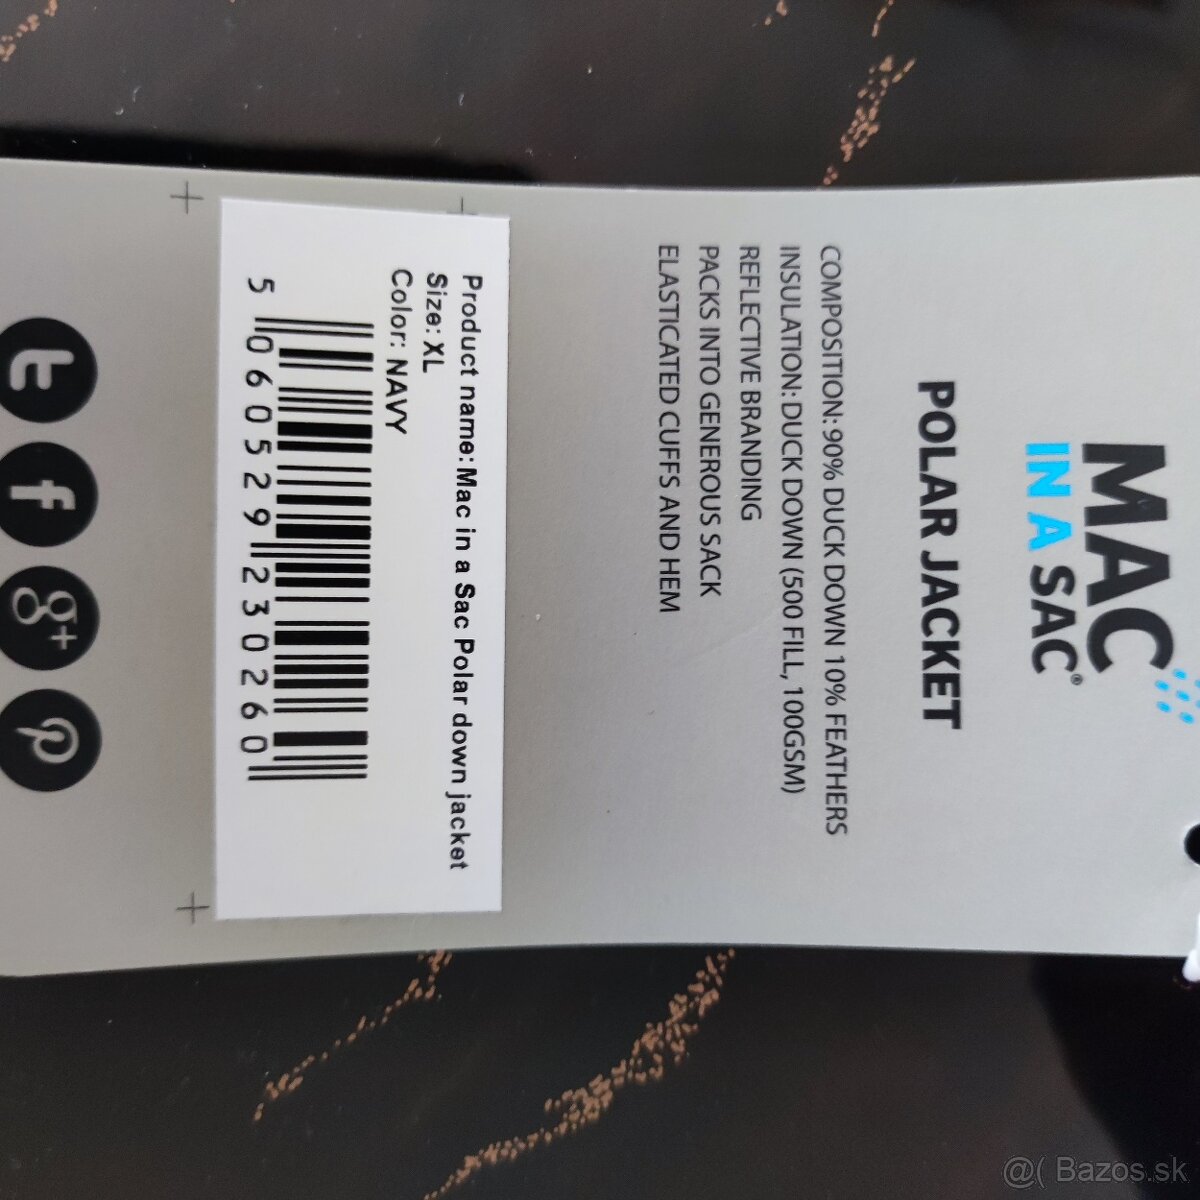 MAC
IN A SAC®
POLAR JACKET
COMPOSITION: 90% DUCK DOWN 10% FEATHERS
INSULATION: DUCK DOWN (500 FILL, 100GSM)
REFLECTIVE BRANDING
PACKS INTO GENEROUS SACK
ELASTICATED CUFFS AND HEM
Product name: Mac in a Sac Polar down jacket
Size: XL
Color: NAVY
5 060529 230260
@( Bazos.sk